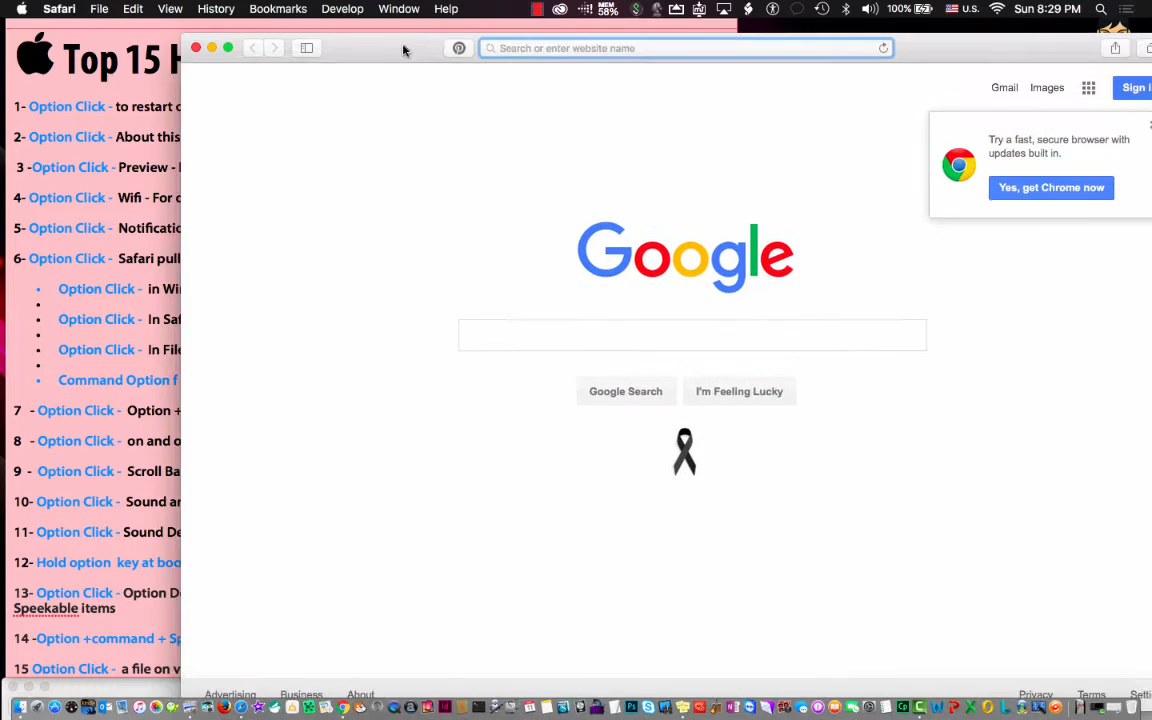 Safari File Edit View History Bookmarks Develop Window Help MEM 58% 100% U.S. Sun 8:29 PM
Top 15 H
Search or enter website name
Gmail Images Sign i
1- Option Click - to restart
2- Option Click - About this
3 -Option Click - Preview -
4- Option Click - Wifi - For
5- Option Click - Notificatio
6- Option Click - Safari pull
• Option Click - in Wi
•
• Option Click - In Saf
•
• Option Click - In File
•
• Command Option f
7 - Option Click - Option +
8 - Option Click - on and o
9 - Option Click - Scroll Ba
10- Option Click - Sound a
11- Option Click - Sound De
12- Hold option key at boo
13- Option Click - Option D
Speekable items
14 -Option +command + Sp
15 Option Click - a file on v
Try a fast, secure browser with
updates built in.
Yes, get Chrome now
Google
Google Search I'm Feeling Lucky
Advertising Business About Privacy Terms Setti